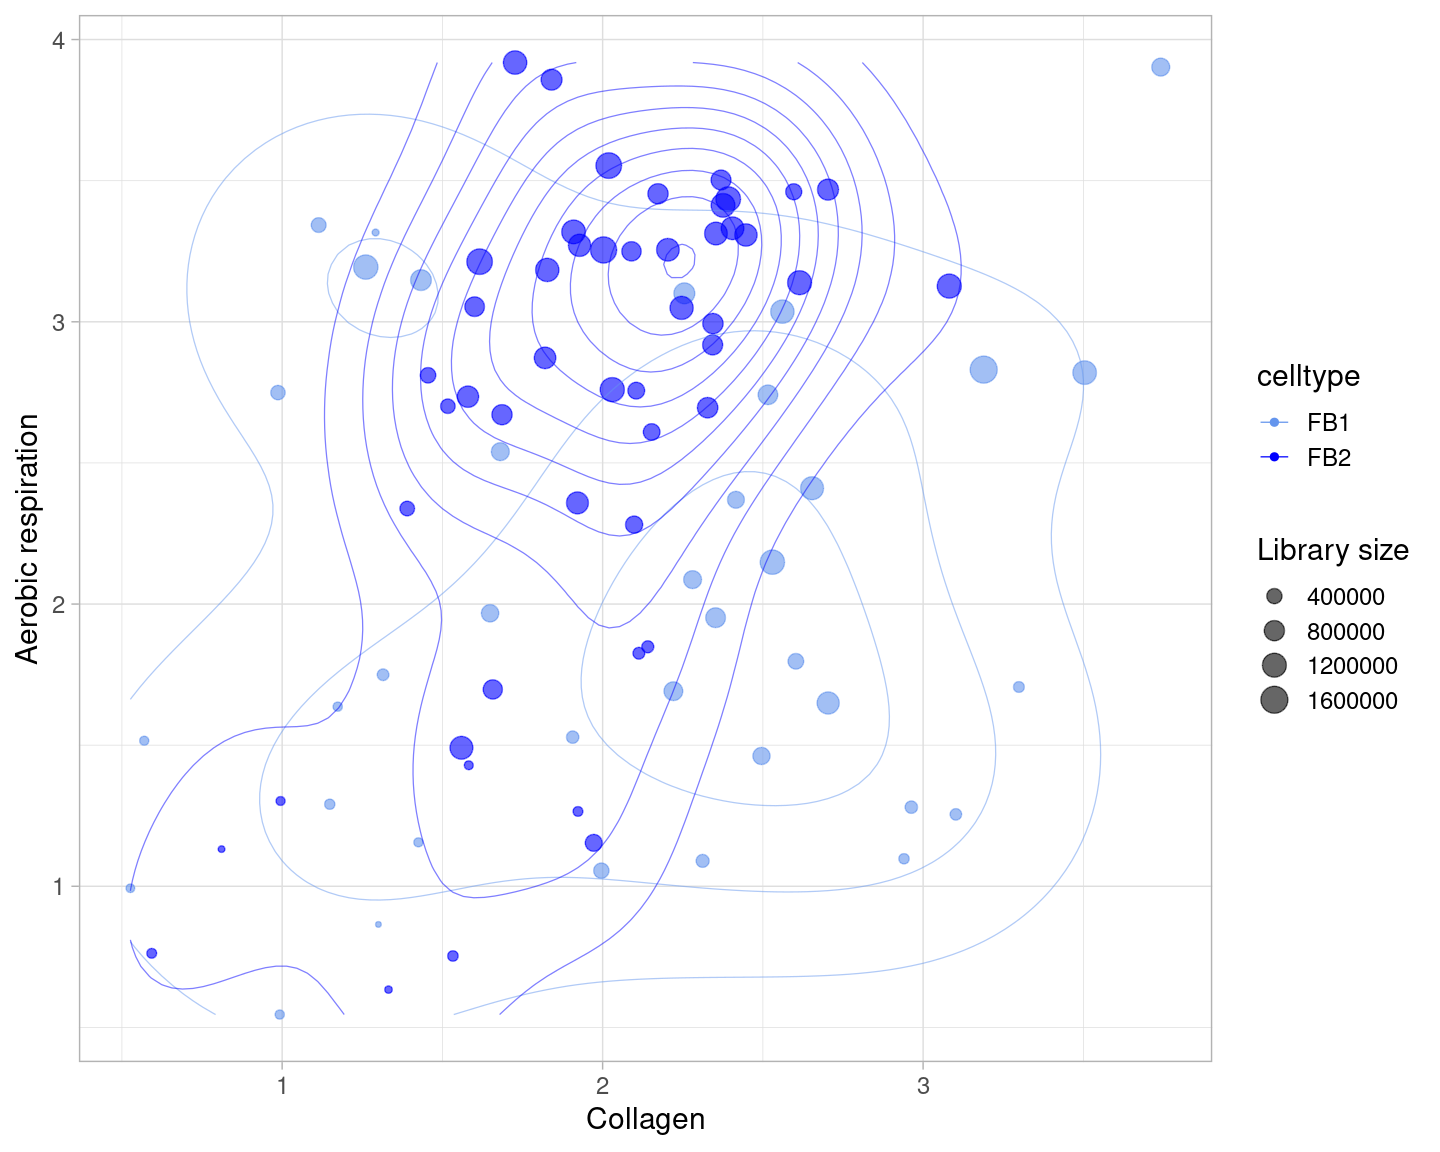 4
3
2
1
1
2
3
Aerobic respiration
Collagen
celltype
FB1
FB2
Library size
400000
800000
1200000
1600000